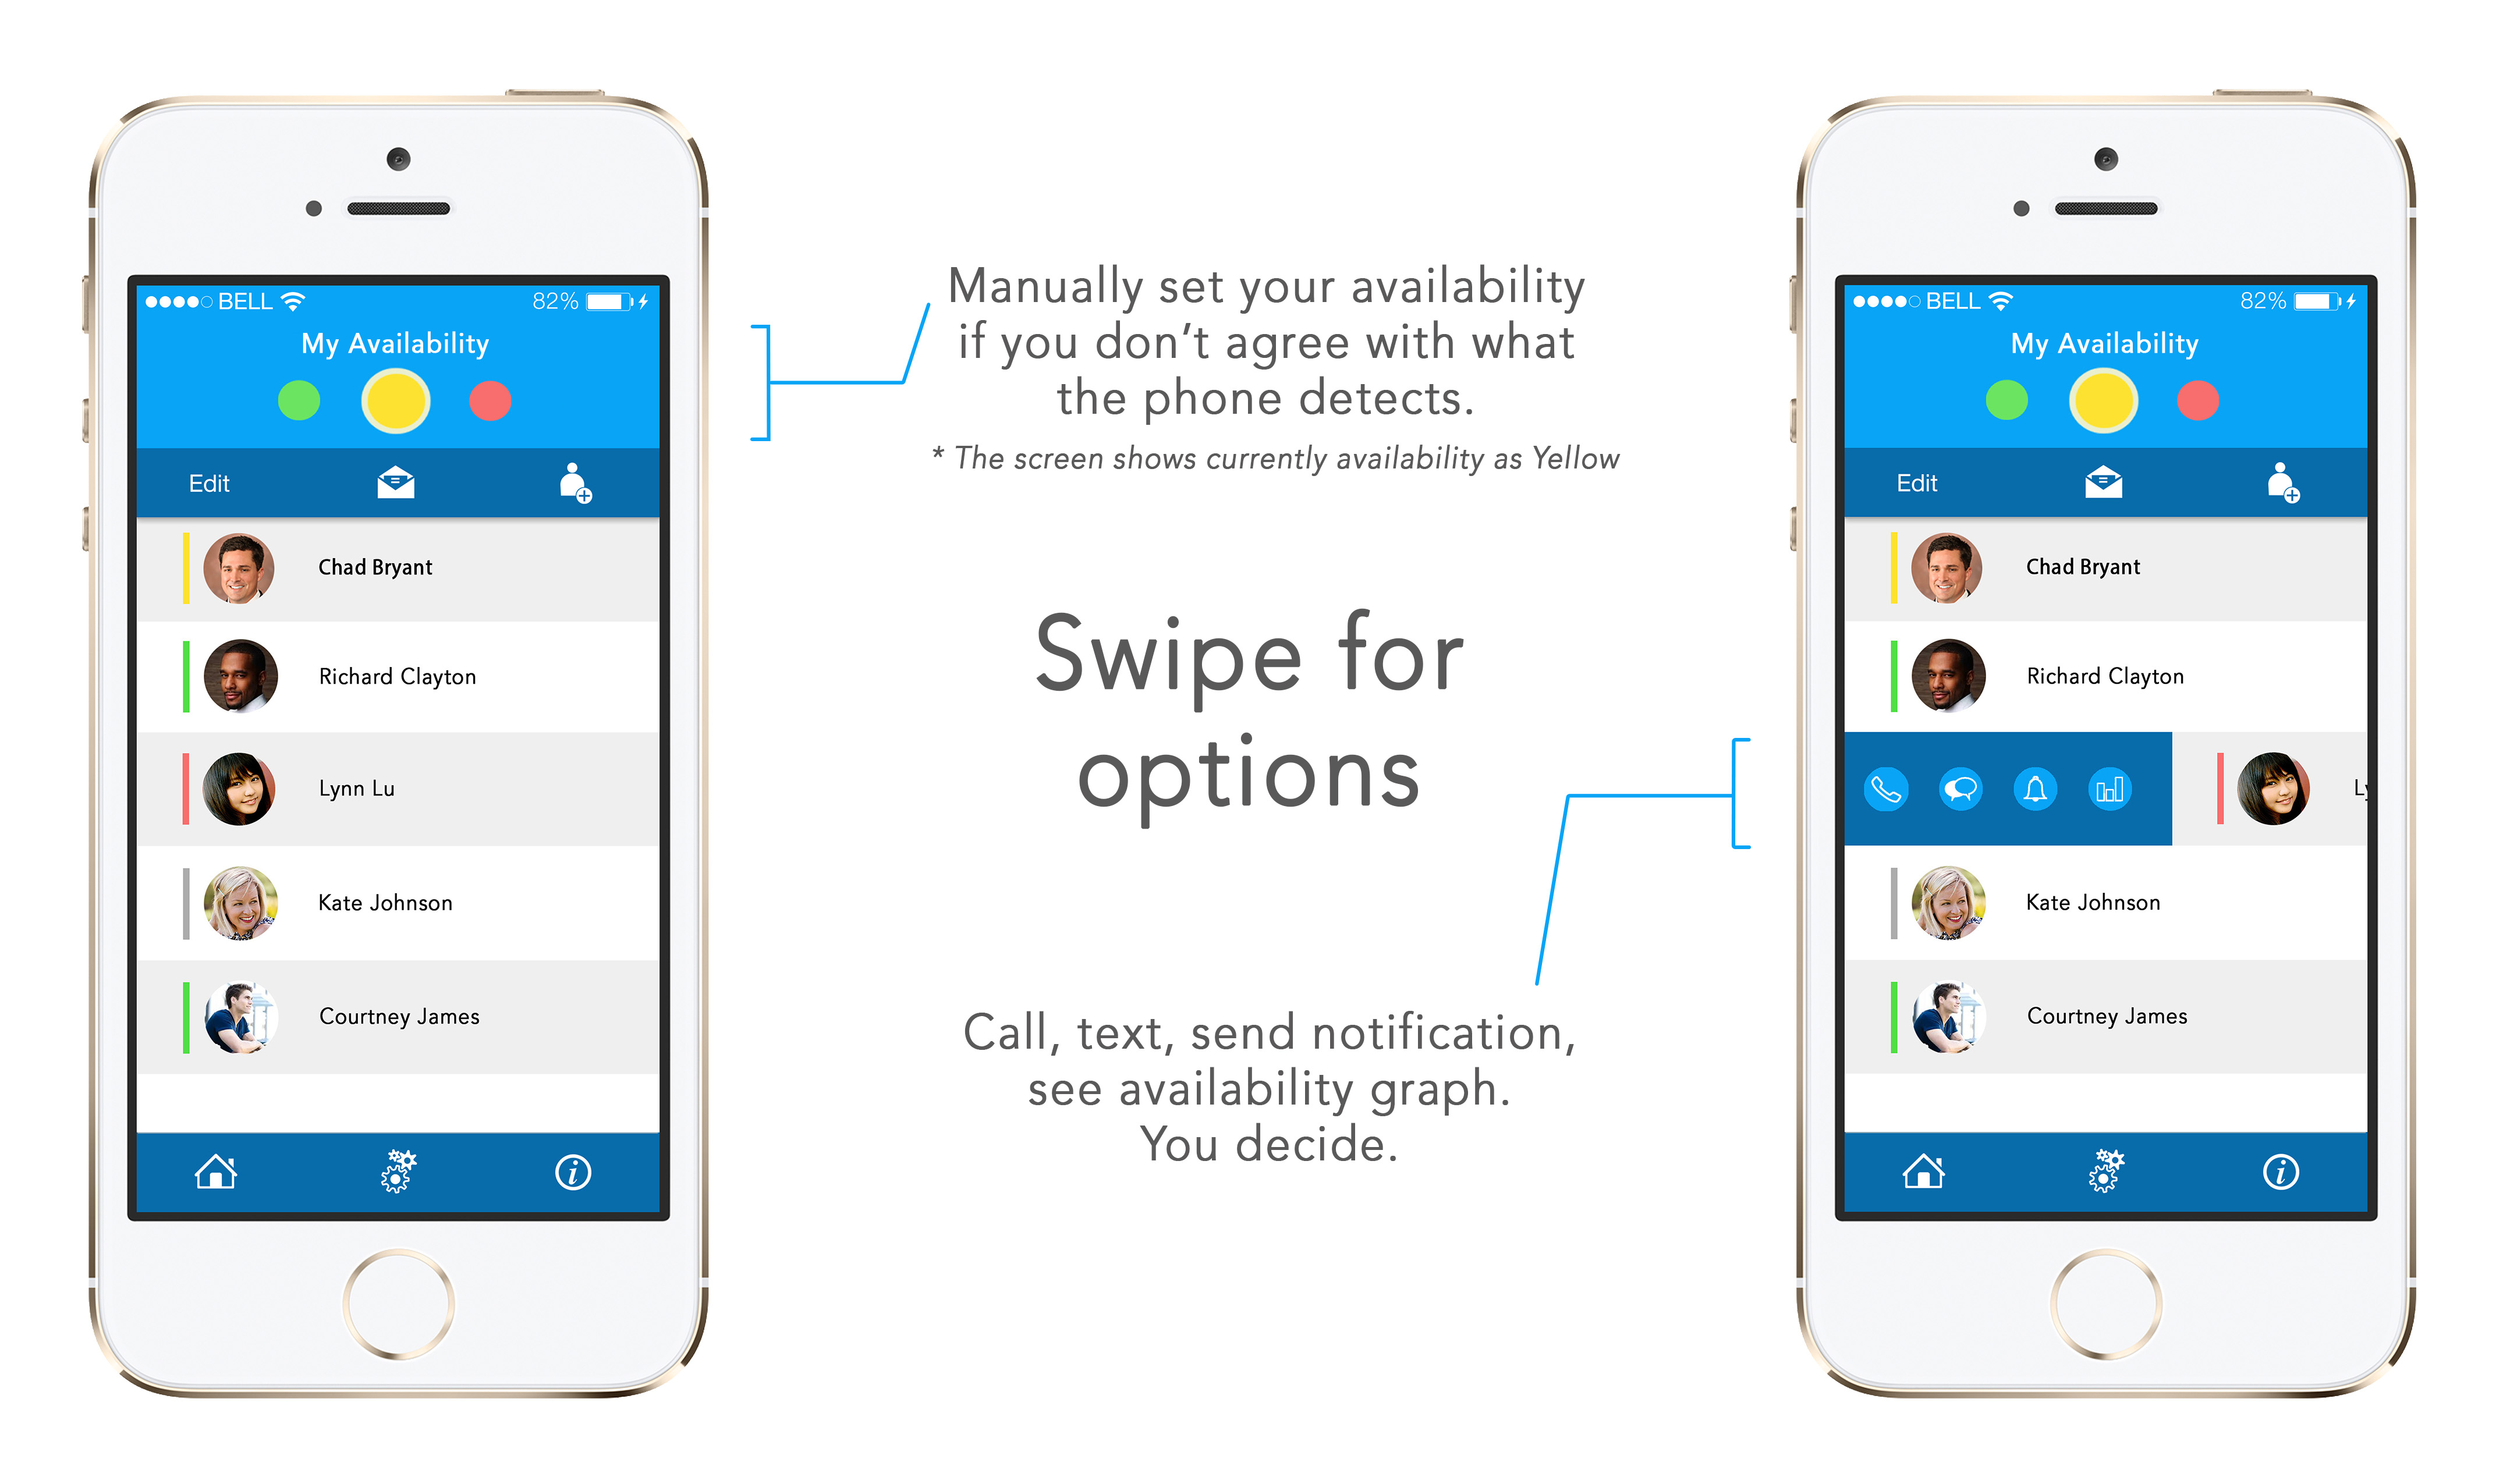 BELL 82%
My Availability
Edit
Chad Bryant
Richard Clayton
Lynn Lu
Kate Johnson
Courtney James
Manually set your availability
if you don't agree with what
the phone detects.
* The screen shows currently availability as Yellow
Swipe for
options
Call, text, send notification,
see availability graph.
You decide.
BELL 82%
My Availability
Edit
Chad Bryant
Richard Clayton
Ly
Kate Johnson
Courtney James